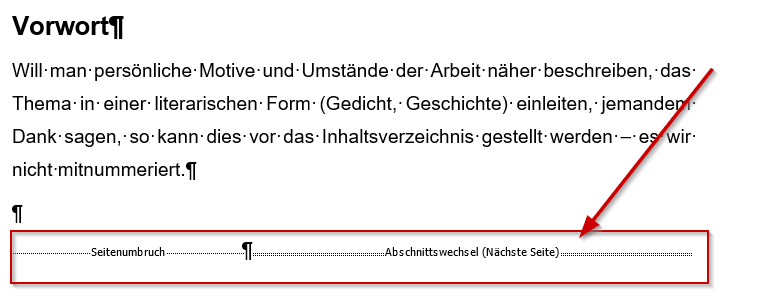 Vorwort¶
Will·man·persönliche·Motive·und·Umstände·der·Arbeit·näher·beschreiben,·das·
Thema·in·einer·literarischen·Form·(Gedicht,·Geschichte)·einleiten,·jemandem·
Dank·sagen,·so·kann·dies·vor·das·Inhaltsverzeichnis·gestellt·werden·–·es·wir
nicht·mitnummeriert.¶
¶
Seitenumbruch ¶ Abschnittswechsel (Nächste Seite)